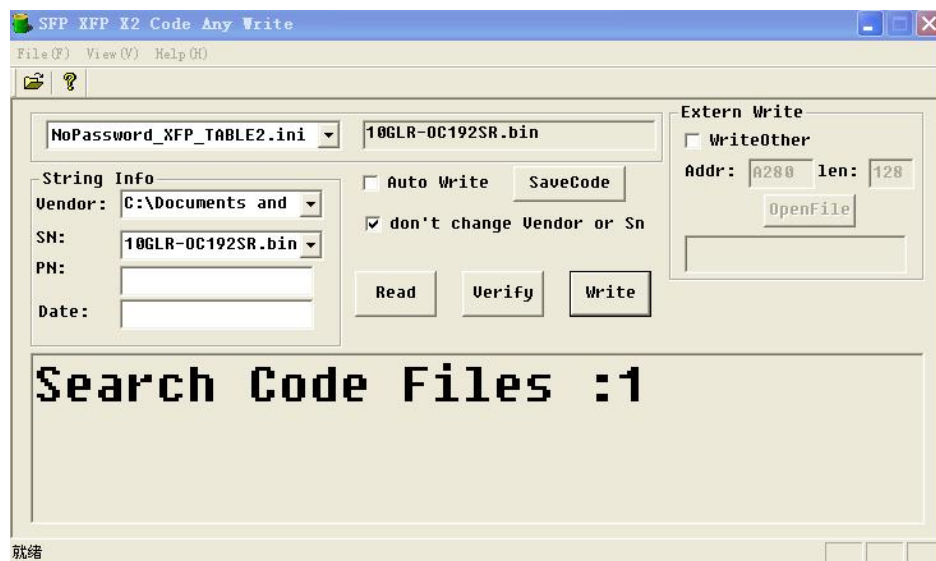 SFP XFP X2 Code Any Write
File(F) View(V) Help(H)
NoPassword_XFP_TABLE2.ini
10GLR-OC192SR.bin
Extern Write
WriteOther
Addr: A280 len: 128
OpenFile
String Info
Vendor: C:\Documents and
SN: 10GLR-OC192SR.bin
PN:
Date:
Auto Write
SaveCode
don't change Vendor or Sn
Read
Verify
Write
Search Code Files :1
就绪